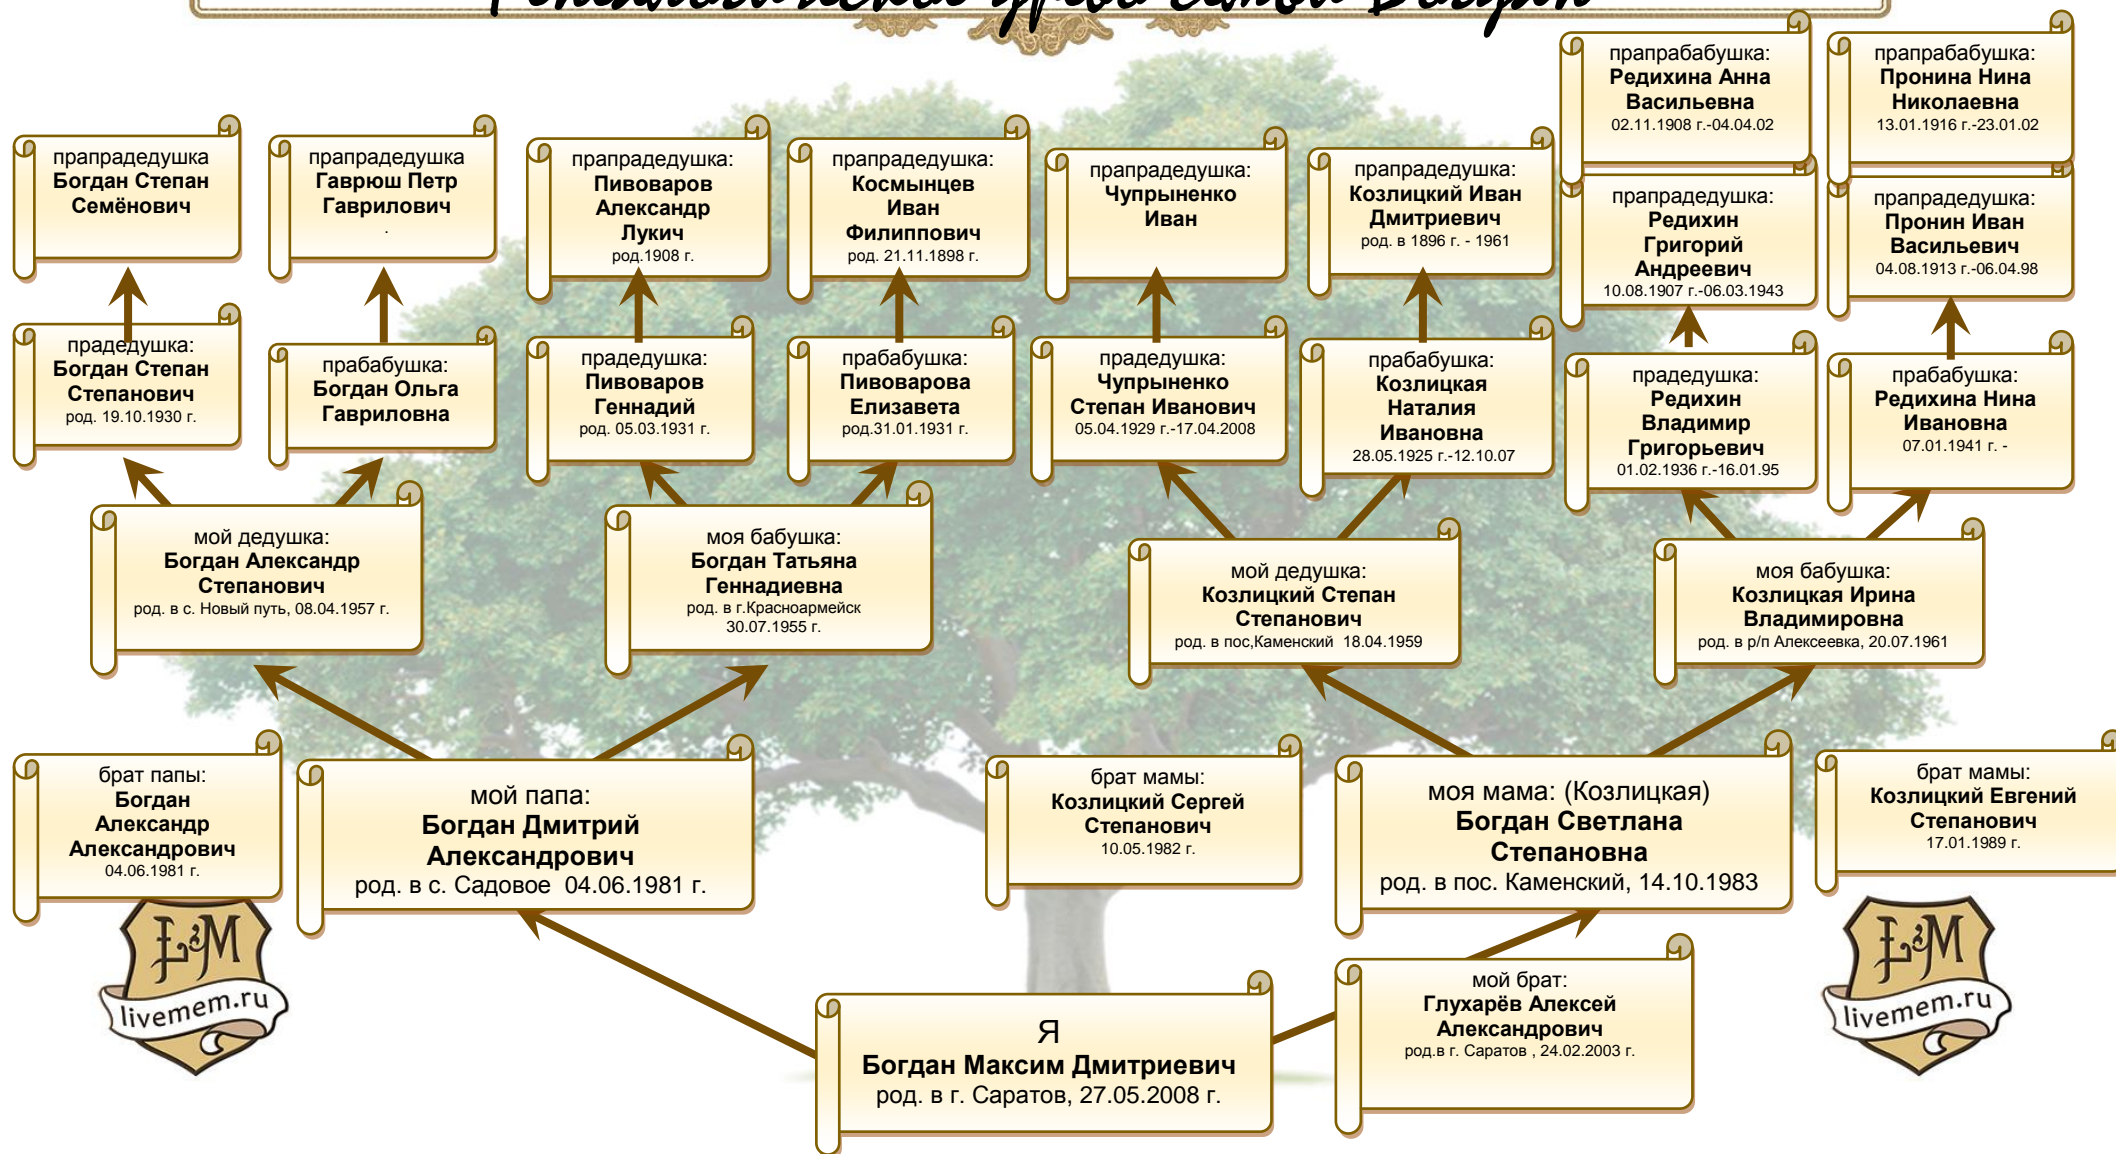 Генеалогическое древо семьи Богдан
прапрабабушка:
Редихина Анна
Васильевна
02.11.1908 г.-04.04.02
прапрабабушка:
Пронина Нина
Николаевна
13.01.1916 г.-23.01.02
прапрадедушка
Богдан Степан
Семёнович
прапрадедушка
Гаврюш Петр
Гаврилович
.
прапрадедушка:
Пивоваров
Александр
Лукич
род.1908 г.
прапрадедушка:
Космынцев
Иван
Филиппович
род. 21.11.1898 г.
прапрадедушка:
Чупрыненко
Иван
прапрадедушка:
Козлицкий Иван
Дмитриевич
род. в 1896 г. - 1961
прапрадедушка:
Редихин
Григорий
Андреевич
10.08.1907 г.-06.03.1943
прапрадедушка:
Пронин Иван
Васильевич
04.08.1913 г.-06.04.98
прадедушка:
Богдан Степан
Степанович
род. 19.10.1930 г.
прабабушка:
Богдан Ольга
Гавриловна
прадедушка:
Пивоваров
Геннадий
род. 05.03.1931 г.
прабабушка:
Пивоварова
Елизавета
род.31.01.1931 г.
прадедушка:
Чупрыненко
Степан Иванович
05.04.1929 г.-17.04.2008
прабабушка:
Козлицкая
Наталия
Ивановна
28.05.1925 г.-12.10.07
прадедушка:
Редихин
Владимир
Григорьевич
01.02.1936 г.-16.01.95
прабабушка:
Редихина Нина
Ивановна
07.01.1941 г. -
мой дедушка:
Богдан Александр
Степанович
род. в с. Новый путь, 08.04.1957 г.
моя бабушка:
Богдан Татьяна
Геннадиевна
род. в г.Красноармейск
30.07.1955 г.
мой дедушка:
Козлицкий Степан
Степанович
род. в пос,Каменский  18.04.1959
моя бабушка:
Козлицкая Ирина
Владимировна
род. в р/п Алексеевка, 20.07.1961
брат папы:
Богдан
Александр
Александрович
04.06.1981 г.
мой папа:
Богдан Дмитрий
Александрович
род. в с. Садовое  04.06.1981 г.
брат мамы:
Козлицкий Сергей
Степанович
10.05.1982 г.
моя мама: (Козлицкая)
Богдан Светлана
Степановна
род. в пос. Каменский, 14.10.1983
брат мамы:
Козлицкий Евгений
Степанович
17.01.1989 г.
L&M
livemem.ru
Я
Богдан Максим Дмитриевич
род. в г. Саратов, 27.05.2008 г.
мой брат:
Глухарёв Алексей
Александрович
род.в г. Саратов , 24.02.2003 г.
L&M
livemem.ru